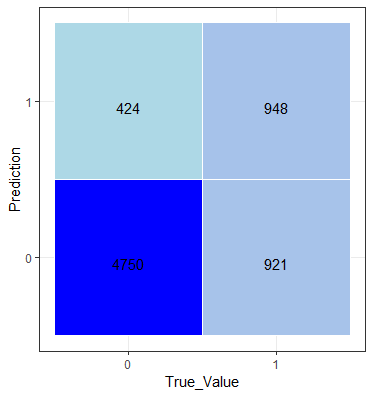 424 948
1
Prediction
4750 921
0
0 1
True_Value